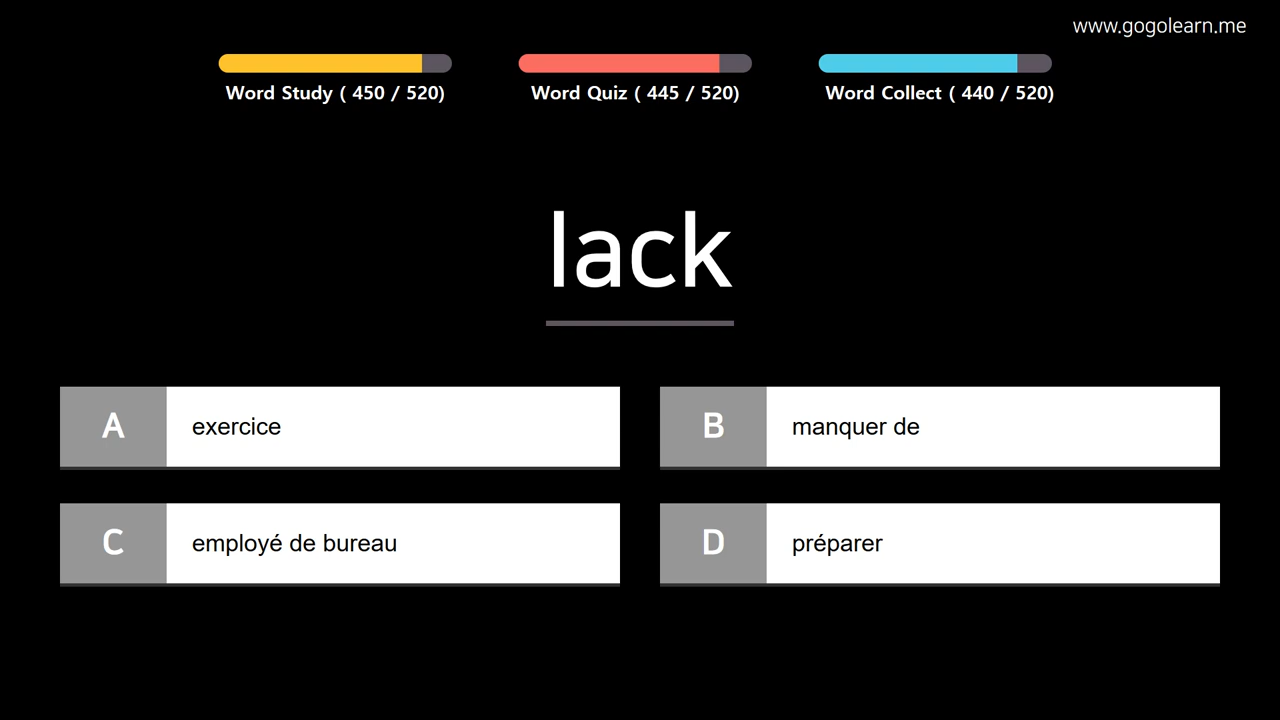 www.gogolearn.me
Word Study ( 450 / 520)
Word Quiz ( 445 / 520)
Word Collect ( 440 / 520)
lack
A exercice
B manquer de
C employé de bureau
D préparer